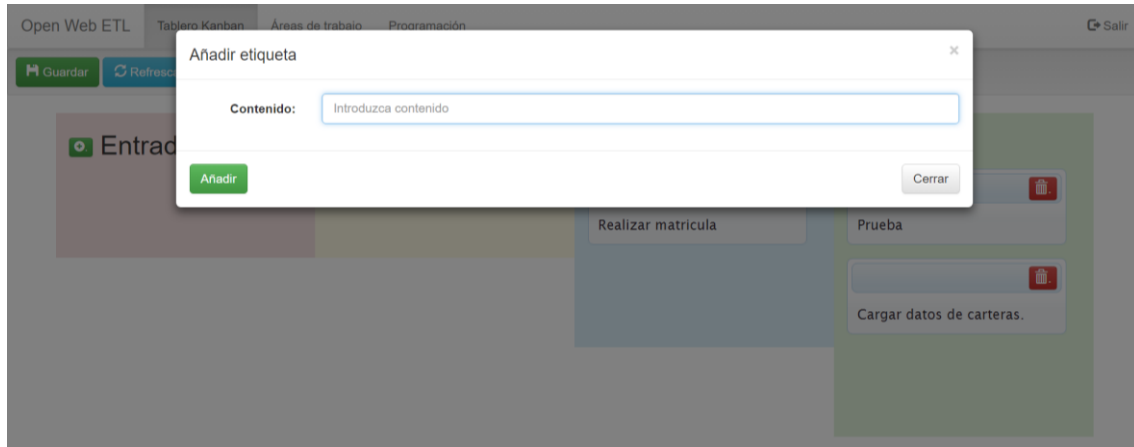 Open Web ETL Tablero Kanban Áreas de trabajo Programación Salir
Añadir etiqueta ×
Guardar Refresca
Contenido: Introduzca contenido
Entrad
Añadir Cerrar
Realizar matricula Prueba
Cargar datos de carteras.